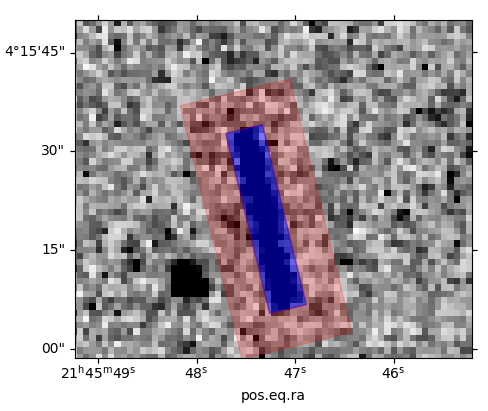 4°15'45"
30"
15"
00"
21ʰ45ᵐ49ˢ 48ˢ 47ˢ 46ˢ
pos.eq.ra